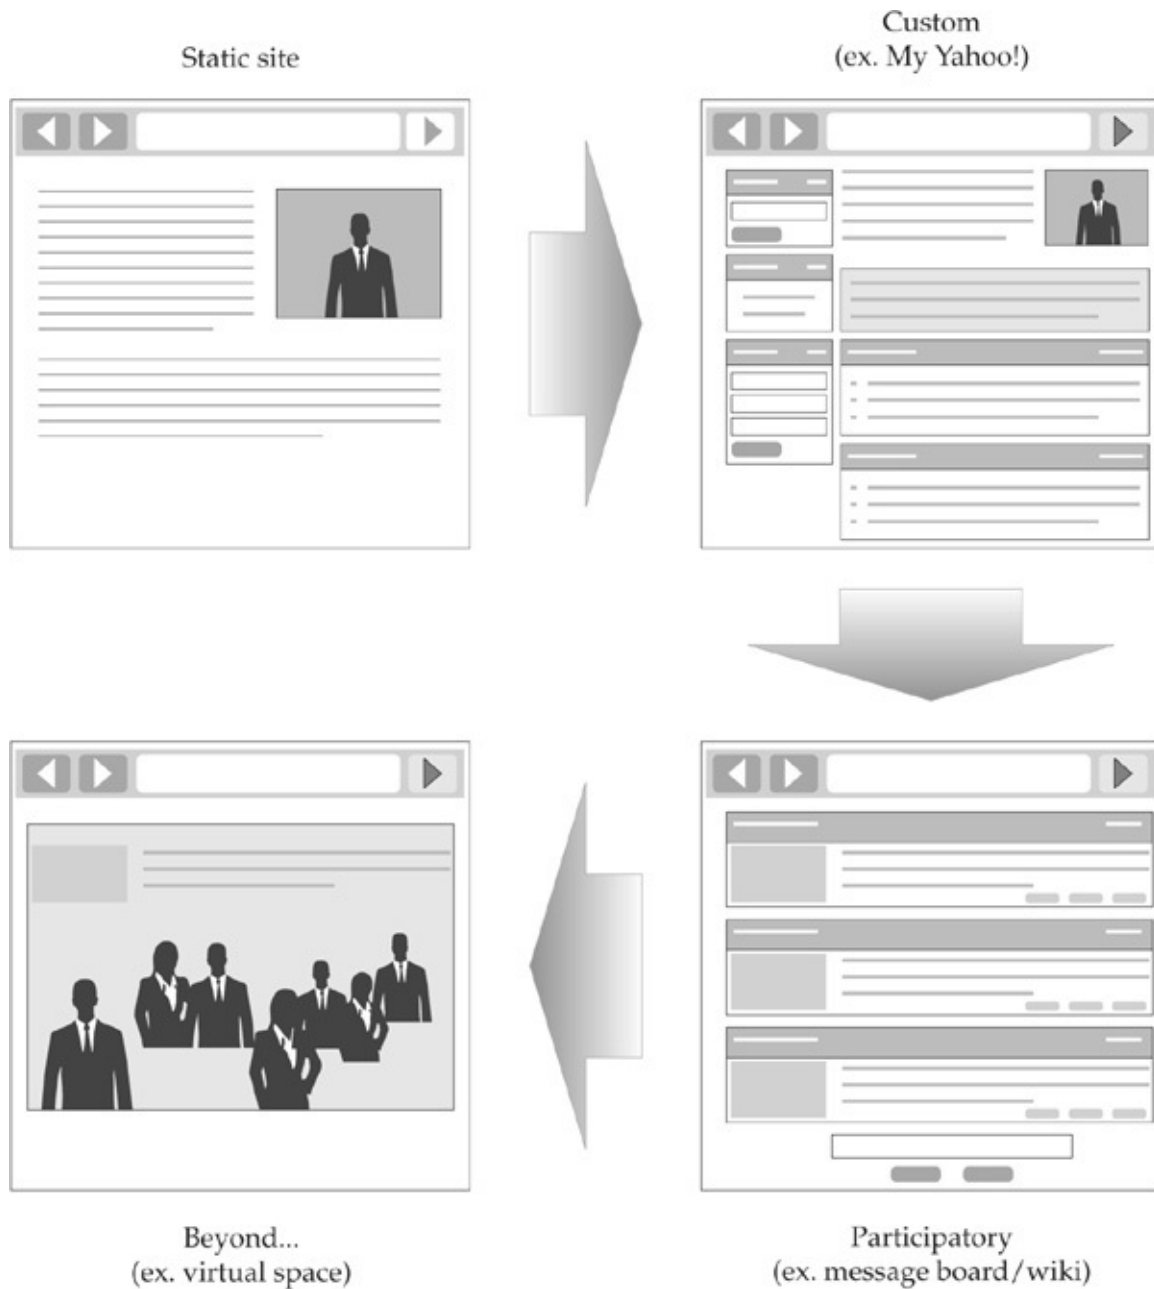 Static site
Custom
(ex. My Yahoo!)
Beyond...
(ex. virtual space)
Participatory
(ex. message board/wiki)